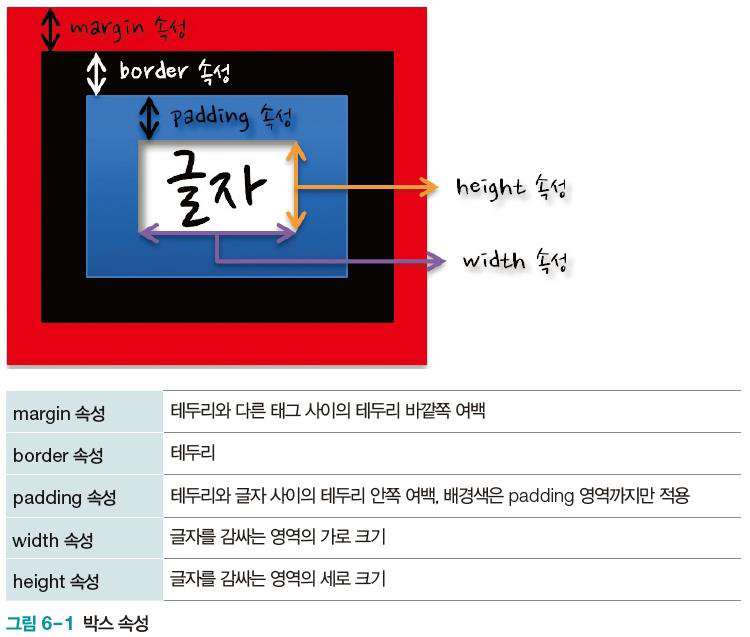 margin 속성
border 속성
padding 속성
글자
height 속성
width 속성
margin 속성 테두리와 다른 태그 사이의 테두리 바깥쪽 여백
border 속성 테두리
padding 속성 테두리와 글자 사이의 테두리 안쪽 여백, 배경색은 padding 영역까지만 적용
width 속성 글자를 감싸는 영역의 가로 크기
height 속성 글자를 감싸는 영역의 세로 크기
그림 6-1 박스 속성